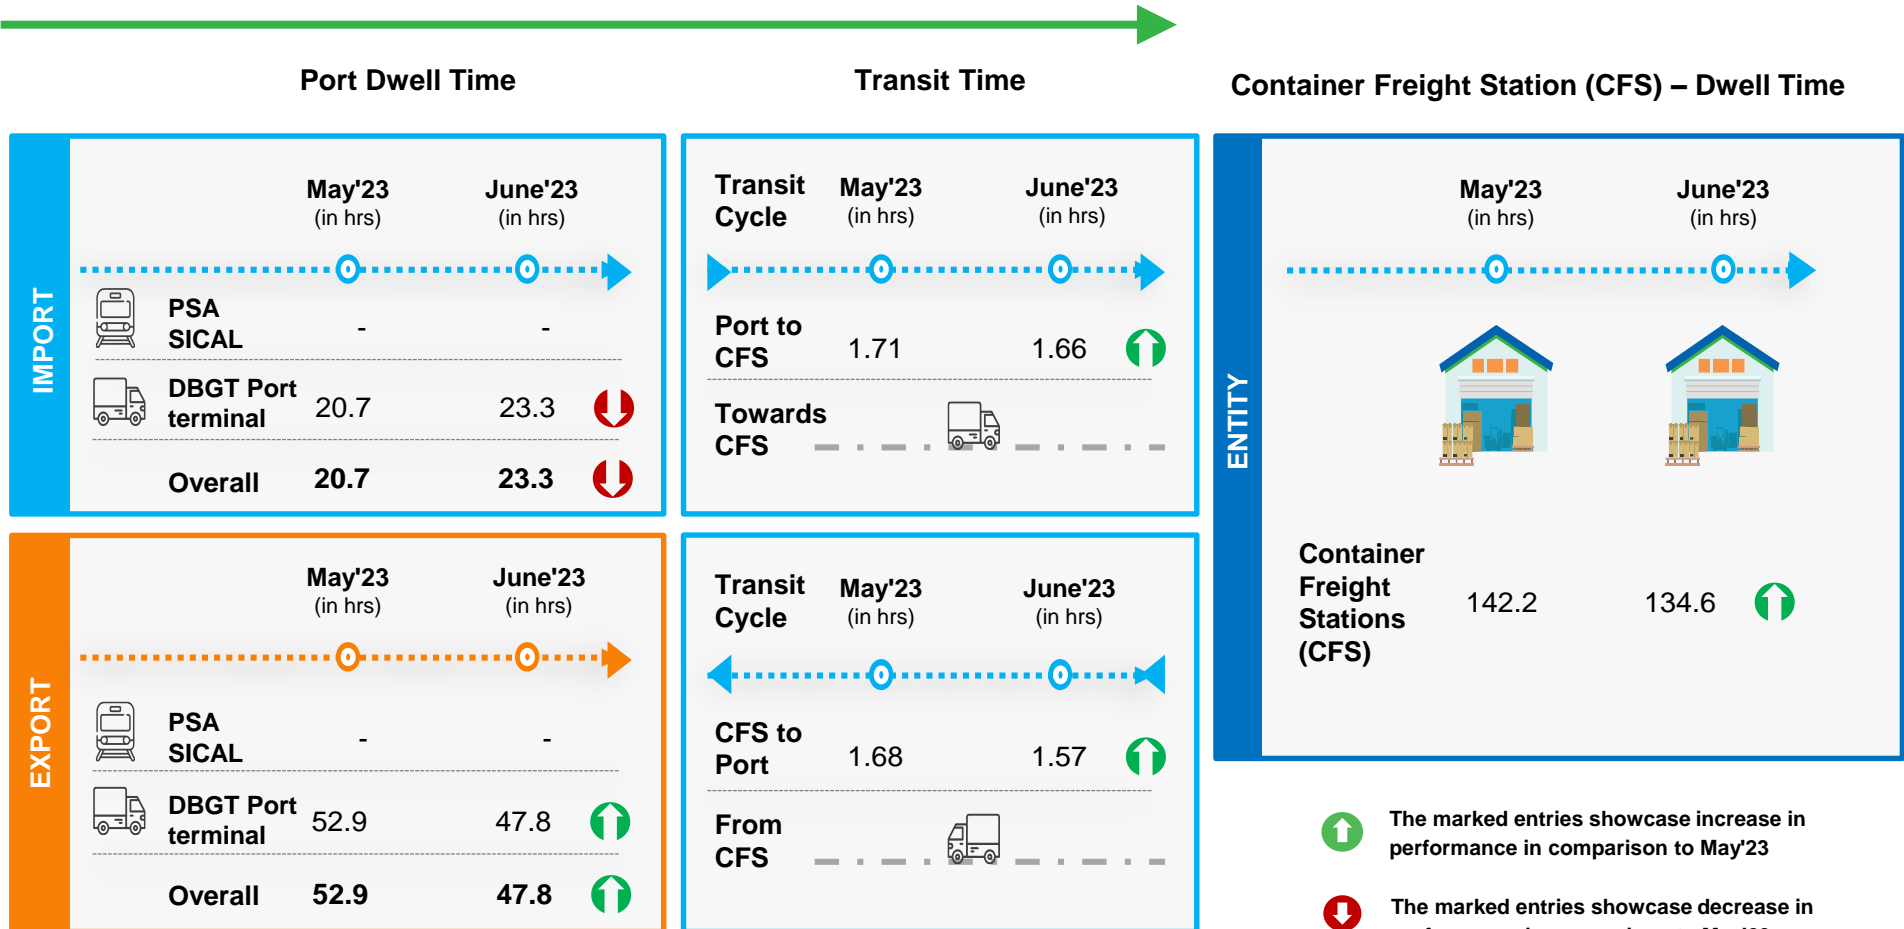 Port Dwell Time
Transit Time
Container Freight Station (CFS) – Dwell Time
IMPORT
May'23
June'23
(in hrs)
(in hrs)
PSA
SICAL
-
-
DBGT Port
terminal
20.7
23.3
Overall
20.7
23.3
Transit
Cycle
May'23
June'23
(in hrs)
(in hrs)
Port to
CFS
1.71
1.66
Towards
CFS
ENTITY
May'23
June'23
(in hrs)
(in hrs)
Container
Freight
Stations
(CFS)
142.2
134.6
EXPORT
May'23
June'23
(in hrs)
(in hrs)
PSA
SICAL
-
-
DBGT Port
terminal
52.9
47.8
Overall
52.9
47.8
Transit
Cycle
May'23
June'23
(in hrs)
(in hrs)
CFS to
Port
1.68
1.57
From
CFS
The marked entries showcase increase in
performance in comparison to May'23
The marked entries showcase decrease in